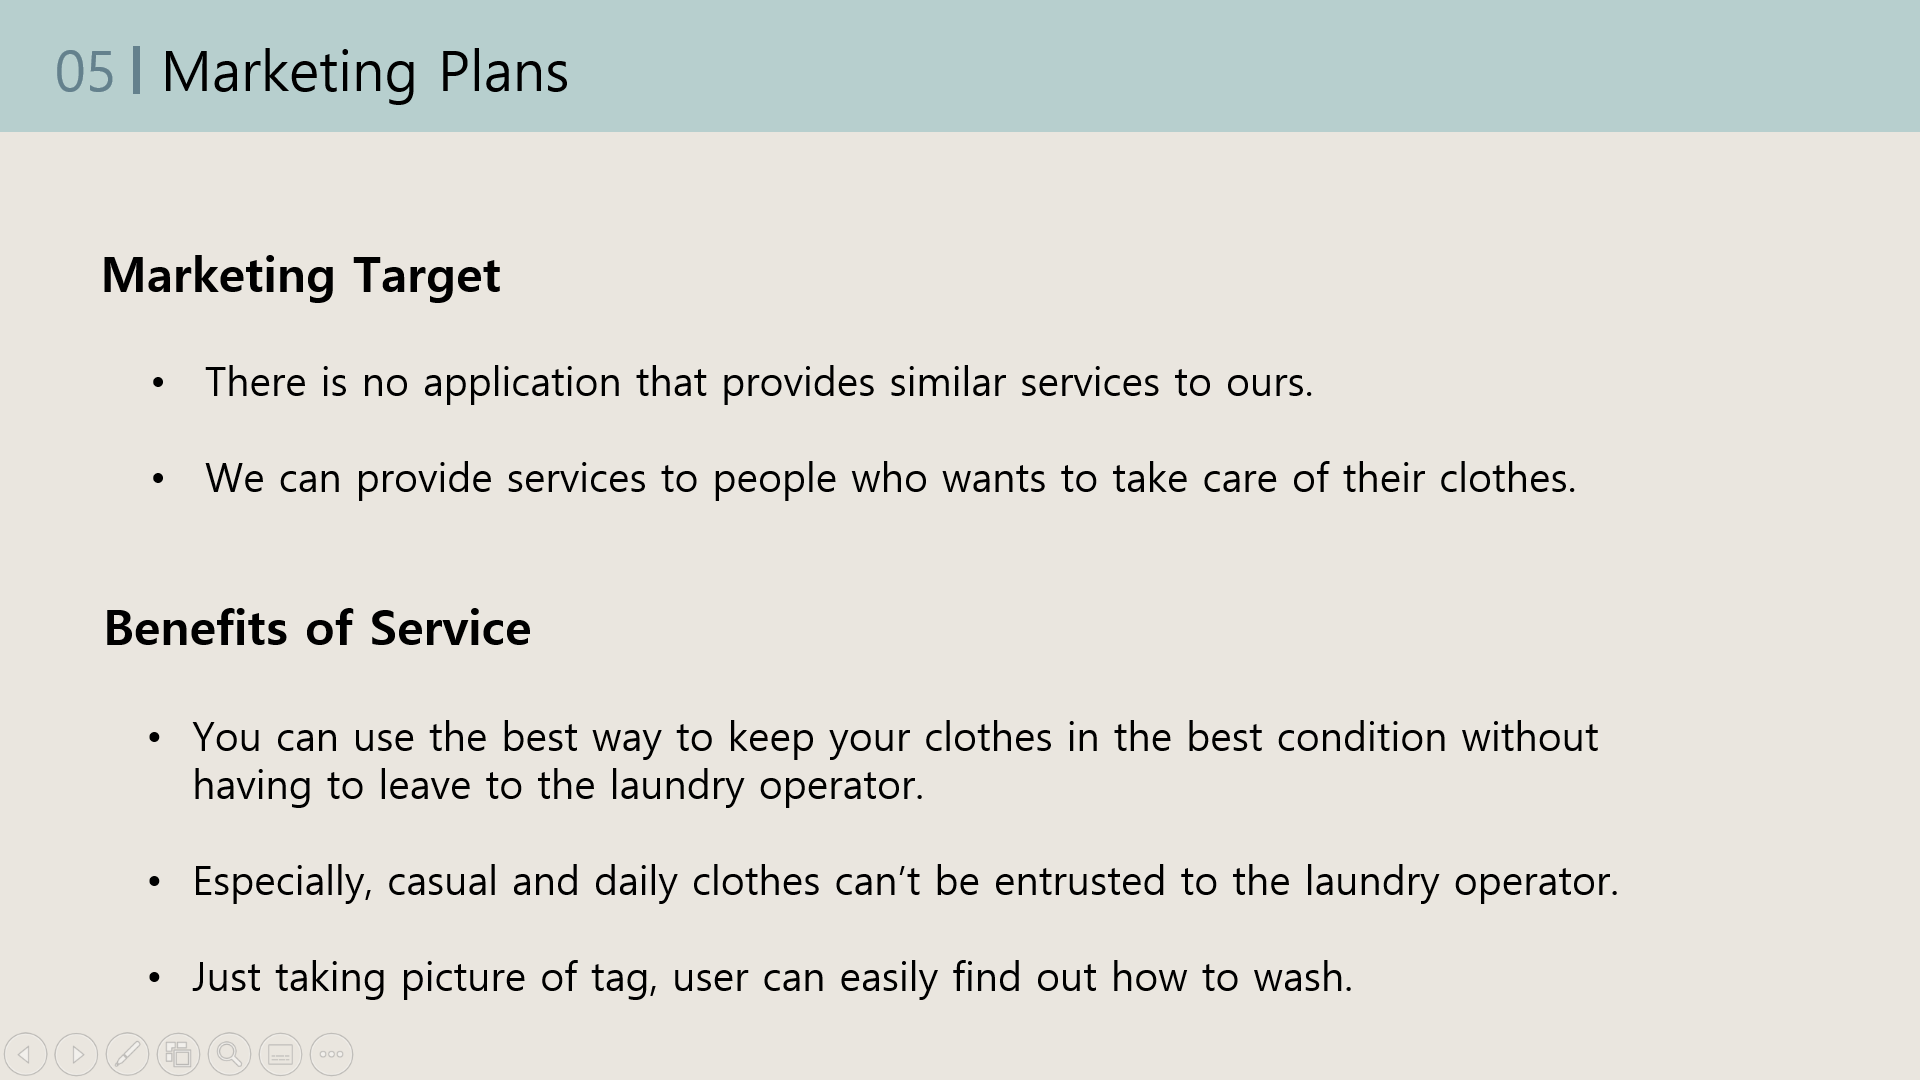 05 | Marketing Plans
Marketing Target
• There is no application that provides similar services to ours.
• We can provide services to people who wants to take care of their clothes.
Benefits of Service
• You can use the best way to keep your clothes in the best condition without
having to leave to the laundry operator.
• Especially, casual and daily clothes can’t be entrusted to the laundry operator.
• Just taking picture of tag, user can easily find out how to wash.